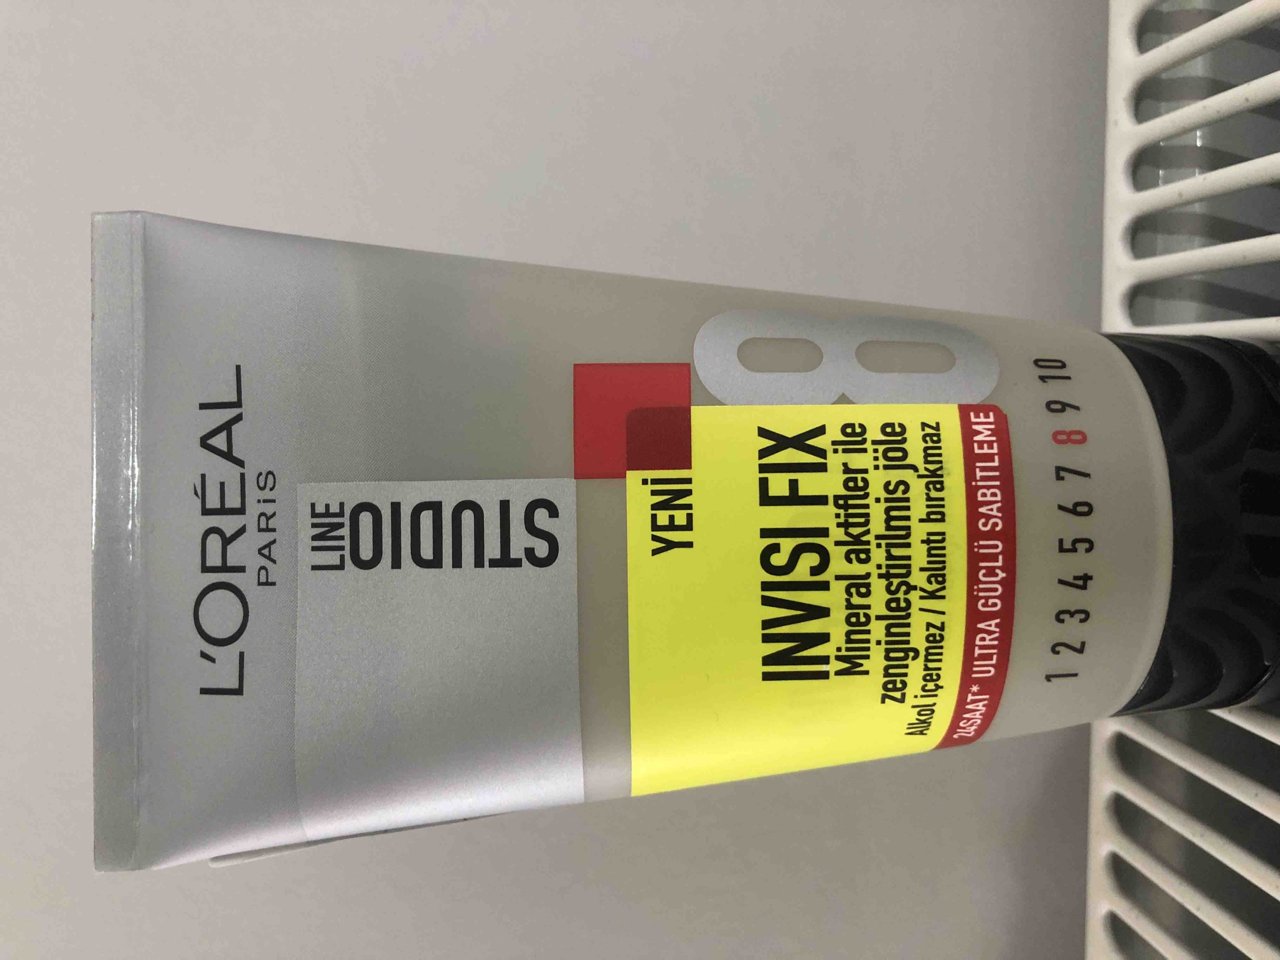 L'ORÉAL
PARiS
STUDIO
LINE
YENİ
8
INVISI FIX
Mineral aktifler ile
zenginleştirilmiş jöle
Alkol içermez / Kalıntı bırakmaz
24SAAT* ULTRA GÜÇLÜ SABİTLEME
1 2 3 4 5 6 7 8 9 10